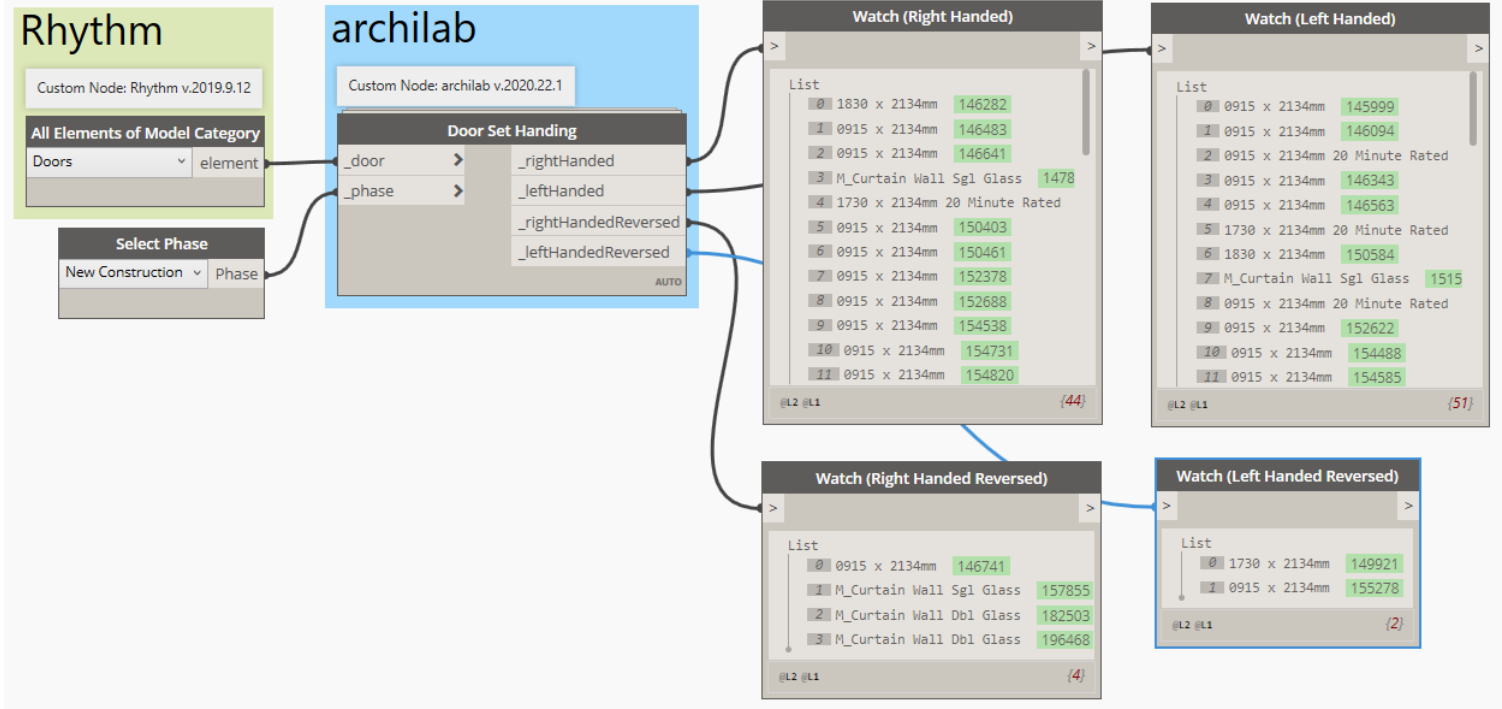 Rhythm
Custom Node: Rhythm v.2019.9.12
All Elements of Model Category
Doors
element
Select Phase
New Construction
Phase
archilab
Custom Node: archilab v.2020.22.1
Door Set Handing
_door >
_phase >
_rightHanded
_leftHanded
_rightHandedReversed
_leftHandedReversed
AUTO
Watch (Right Handed)
> >
List
0 1830 x 2134mm 146282
1 0915 x 2134mm 146483
2 0915 x 2134mm 146641
3 M_Curtain Wall Sgl Glass 1478
4 1730 x 2134mm 20 Minute Rated
5 0915 x 2134mm 150403
6 0915 x 2134mm 150461
7 0915 x 2134mm 152378
8 0915 x 2134mm 152688
9 0915 x 2134mm 154538
10 0915 x 2134mm 154731
11 0915 x 2134mm 154820
@L2 @L1 {44}
Watch (Left Handed)
> >
List
0 0915 x 2134mm 145999
1 0915 x 2134mm 146094
2 0915 x 2134mm 20 Minute Rated
3 0915 x 2134mm 146343
4 0915 x 2134mm 146563
5 1730 x 2134mm 20 Minute Rated
6 1830 x 2134mm 150584
7 M_Curtain Wall Sgl Glass 1515
8 0915 x 2134mm 20 Minute Rated
9 0915 x 2134mm 152622
10 0915 x 2134mm 154488
11 0915 x 2134mm 154585
@L2 @L1 {51}
Watch (Right Handed Reversed)
> >
List
0 0915 x 2134mm 146741
1 M_Curtain Wall Sgl Glass 157855
2 M_Curtain Wall Dbl Glass 182503
3 M_Curtain Wall Dbl Glass 196468
@L2 @L1 {4}
Watch (Left Handed Reversed)
> >
List
0 1730 x 2134mm 149921
1 0915 x 2134mm 155278
@L2 @L1 {2}